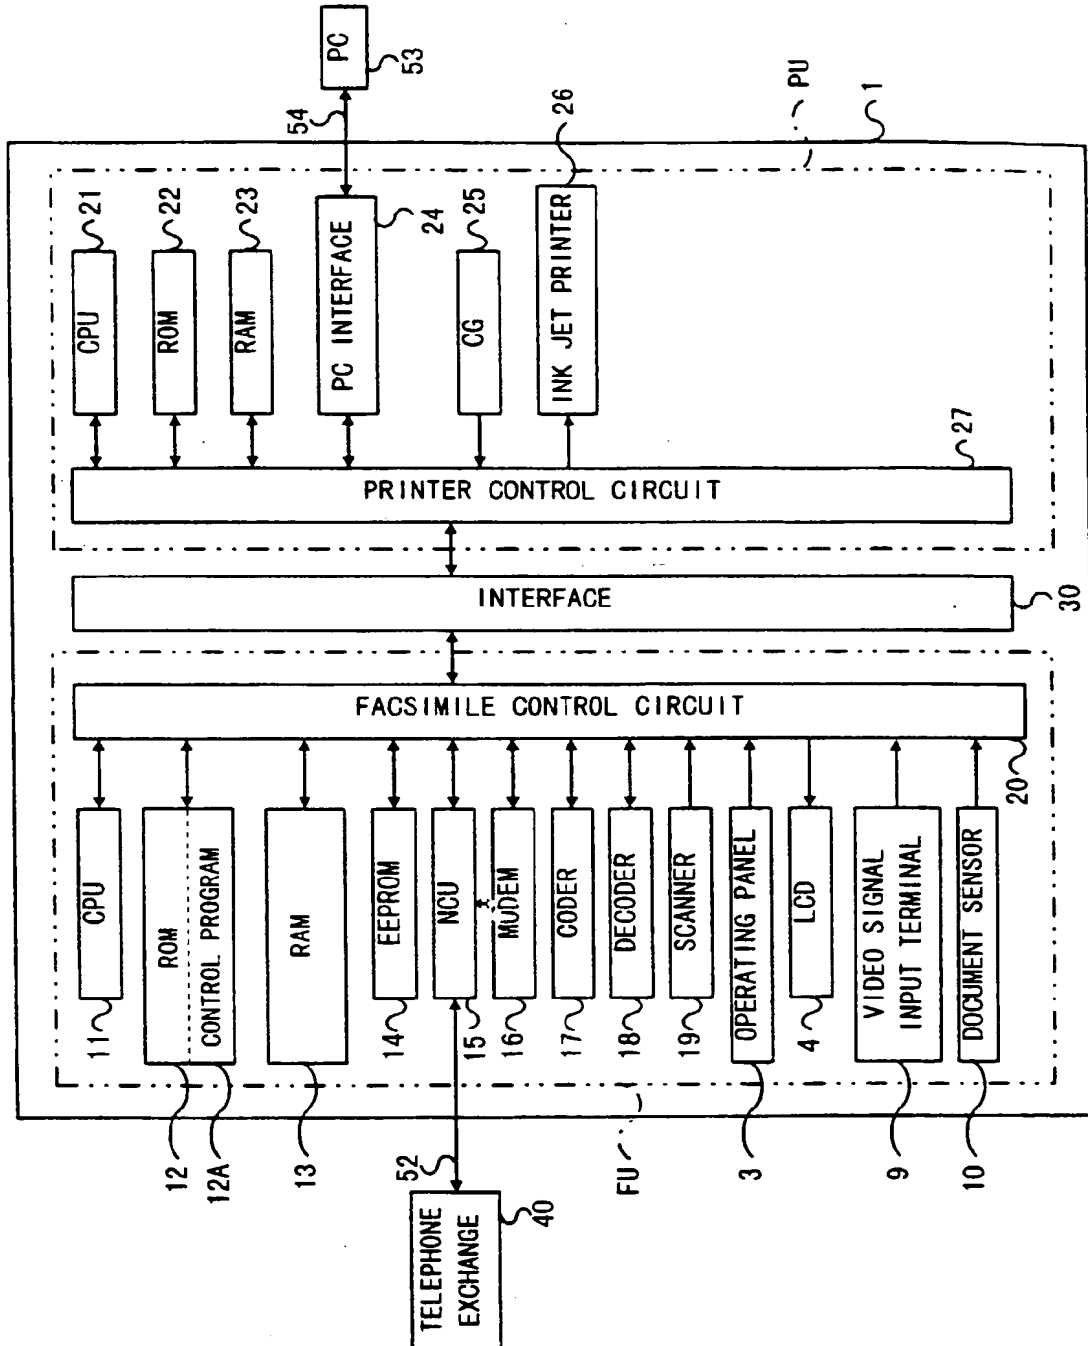 TELEPHONE
EXCHANGE
40
52
FU
12
12A
13
3
9
10
11
CPU
ROM
CONTROL PROGRAM
RAM
14
EEPROM
15
NCU
16
MUDEM
17
CODER
18
DECODER
19
SCANNER
OPERATING PANEL
4
LCD
VIDEO SIGNAL
INPUT TERMINAL
DOCUMENT SENSOR
FACSIMILE CONTROL CIRCUIT
20
INTERFACE
30
PRINTER CONTROL CIRCUIT
27
CPU
21
ROM
22
RAM
23
PC INTERFACE
24
CG
25
INK JET PRINTER
26
54
PC
53
PU
1